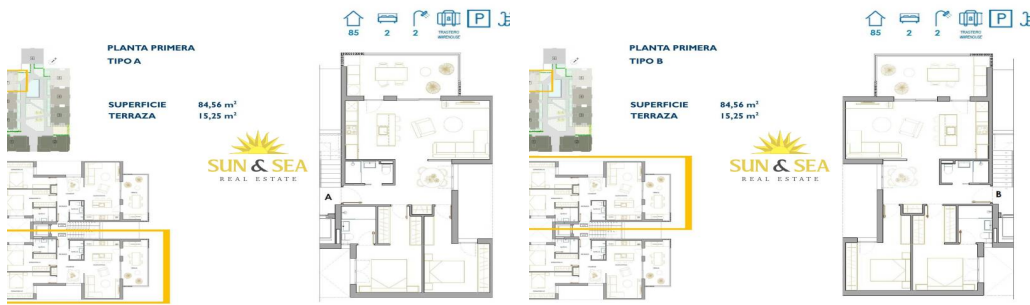 85
2
2
TRASTERO
WAREHOUSE
P
PLANTA PRIMERA
TIPO A
SUPERFICIE 84,56 m²
TERRAZA 15,25 m²
SUN & SEA
REAL ESTATE
A
85
2
2
TRASTERO
WAREHOUSE
P
PLANTA PRIMERA
TIPO B
SUPERFICIE 84,56 m²
TERRAZA 15,25 m²
SUN & SEA
REAL ESTATE
B